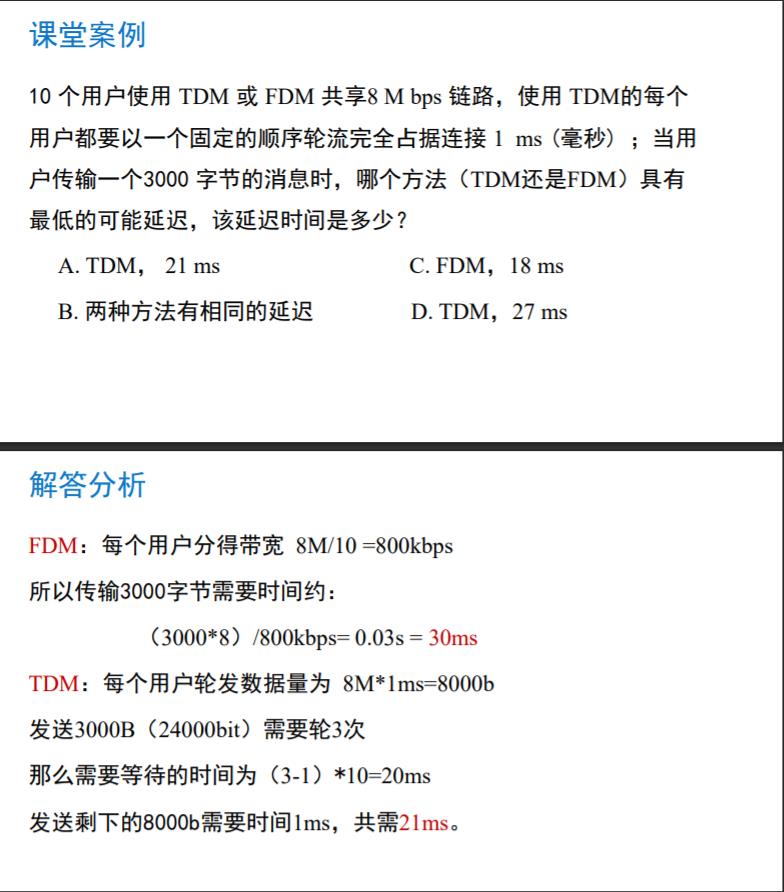 课堂案例
10 个用户使用 TDM 或 FDM 共享8 M bps 链路，使用 TDM的每个
用户都要以一个固定的顺序轮流完全占据连接 1 ms（毫秒）；当用
户传输一个3000 字节的消息时，哪个方法（TDM还是FDM）具有
最低的可能延迟，该延迟时间是多少？
A. TDM， 21 ms
C. FDM，18 ms
B. 两种方法有相同的延迟
D. TDM，27 ms
解答分析
FDM：每个用户分得带宽 8M/10 =800kbps
所以传输3000字节需要时间约：
（3000*8）/800kbps= 0.03s = 30ms
TDM：每个用户轮发数据量为 8M*1ms=8000b
发送3000B（24000bit）需要轮3次
那么需要等待的时间为（3-1）*10=20ms
发送剩下的8000b需要时间1ms，共需21ms。